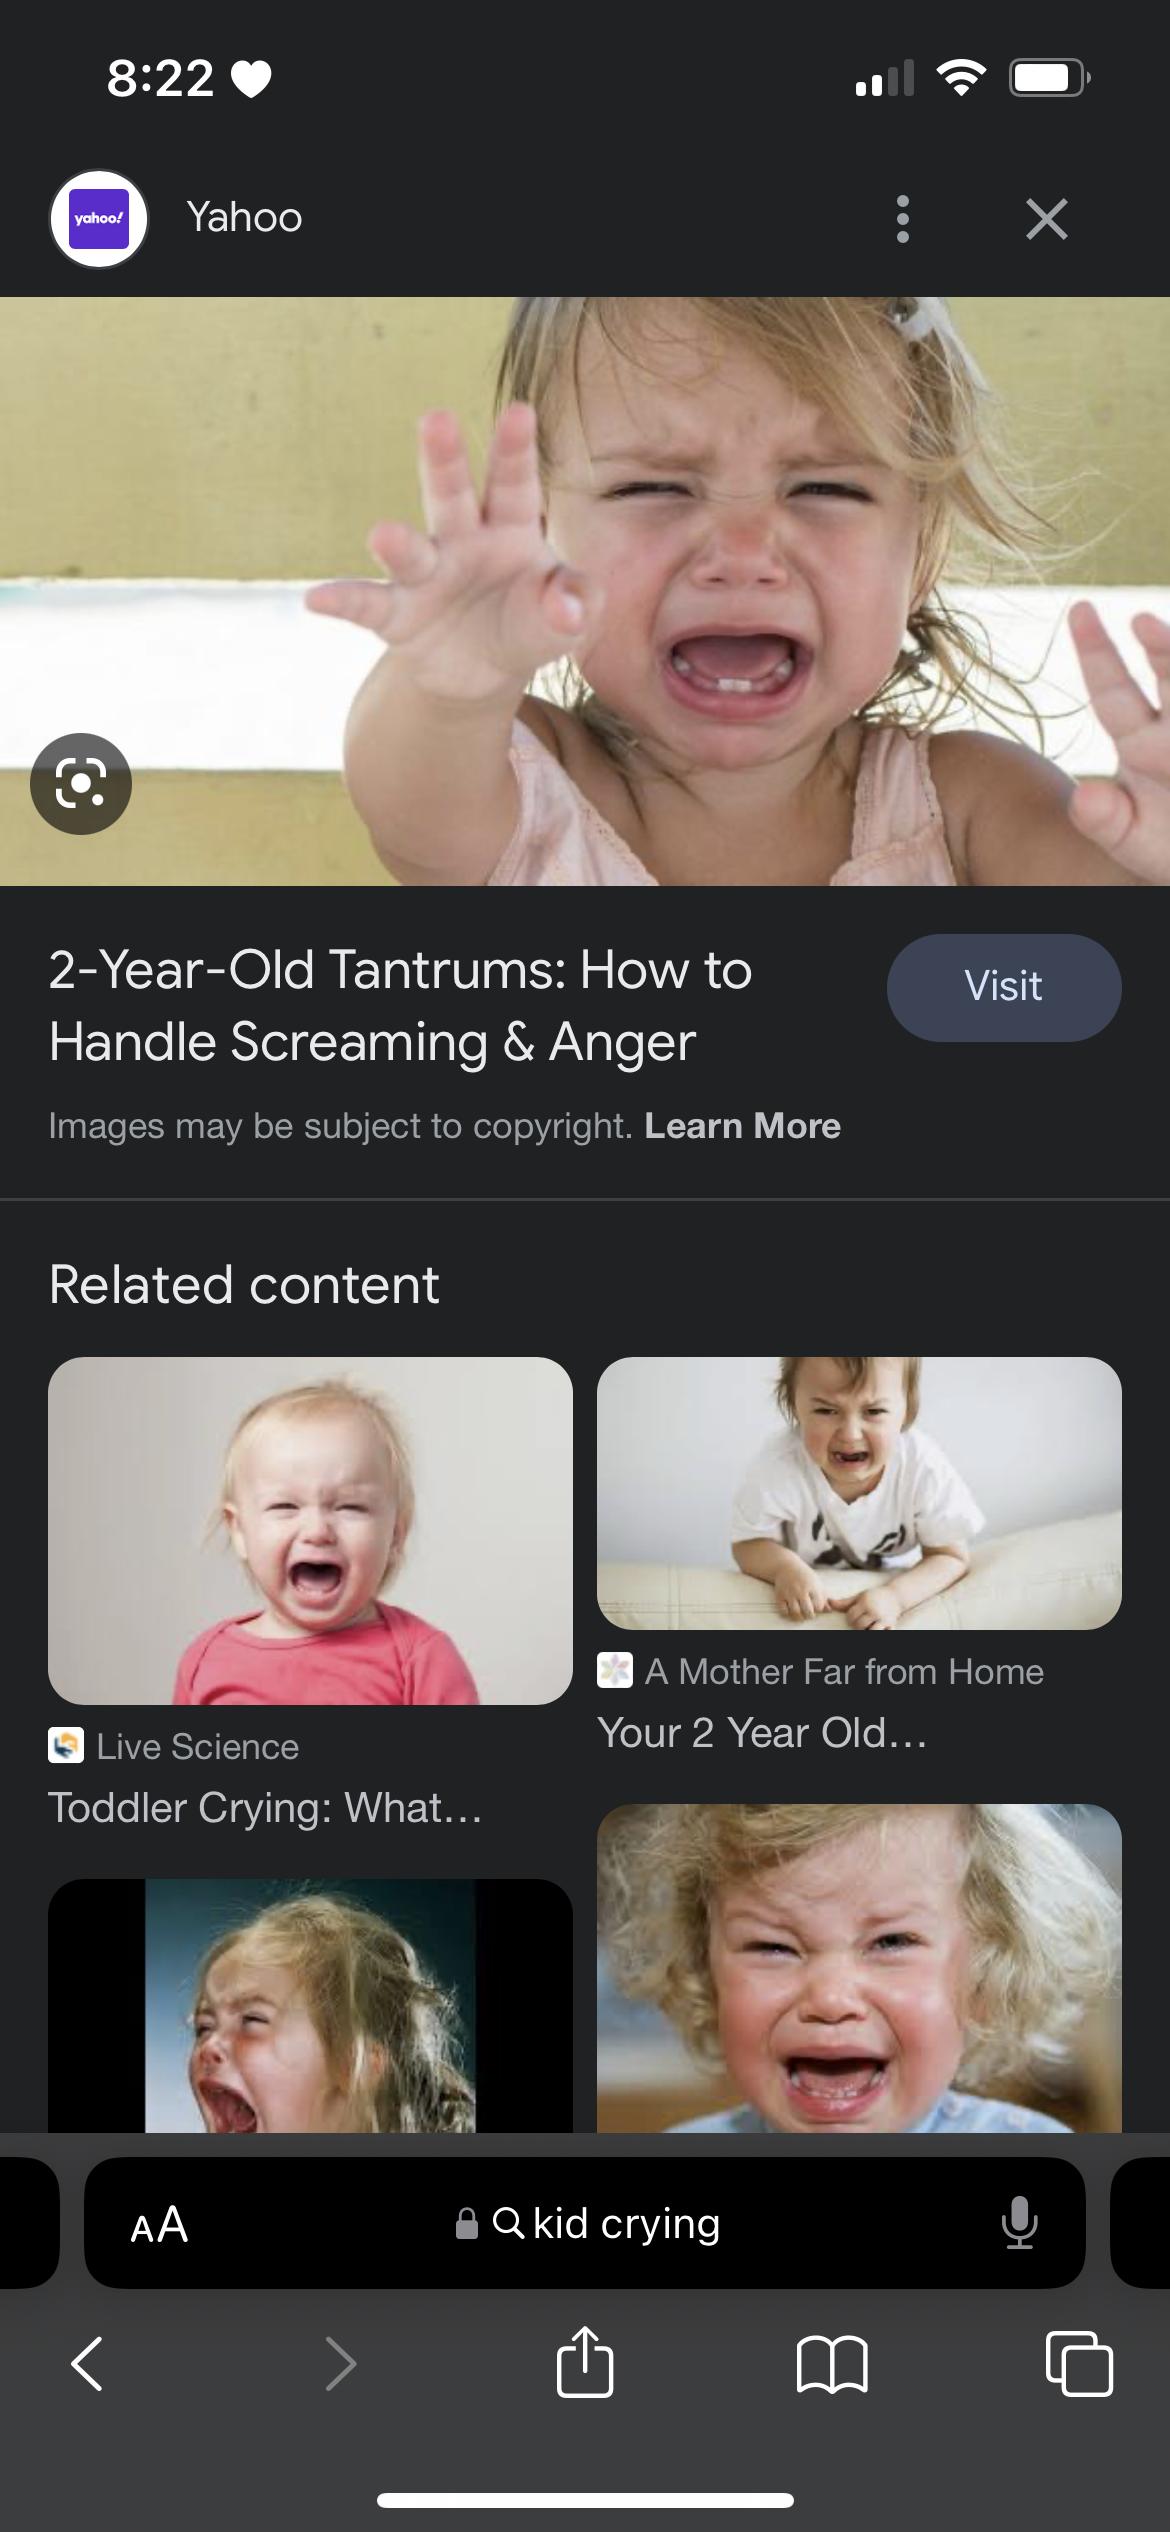 8:22
yahoo!
Yahoo
2-Year-Old Tantrums: How to
Handle Screaming & Anger
Visit
Images may be subject to copyright. Learn More
Related content
Live Science
Toddler Crying: What...
A Mother Far from Home
Your 2 Year Old...
AA
kid crying